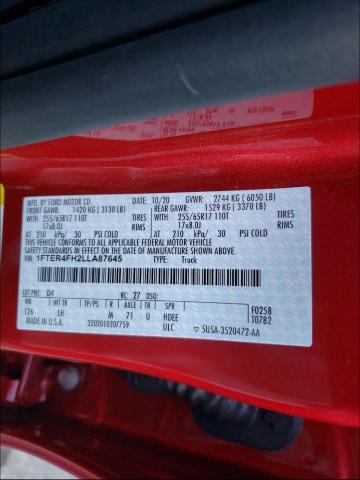 MFD. BY FORD MOTOR CO. 10/20 GVWR: 2744 KG ( 6050 LB)
FRONT GAWR: 1420 KG ( 3130 LB) REAR GAWR: 1529 KG ( 3370 LB)
WITH 255/65R17 110T TIRES WITH 255/65R17 110T TIRES
17x8.0J RIMS 17x8.0J RIMS
AT 210 kPa/ 30 PSI COLD AT 210 kPa/ 30 PSI COLD
THIS VEHICLE CONFORMS TO ALL APPLICABLE FEDERAL MOTOR VEHICLE
SAFETY STANDARDS IN EFFECT ON THE DATE OF MANUFACTURE SHOWN ABOVE.
VIN: 1FTER4FH2LLA87645 TYPE: Truck
EXT PNT: D4 RC: 27 DSO:
WB INT TR TP/PS R AXLE TR SPR F0258
126 LH M 71 U HDEE T0782
MADE IN U.S.A. 3202010307759 ULC 5USA-3520472-AA